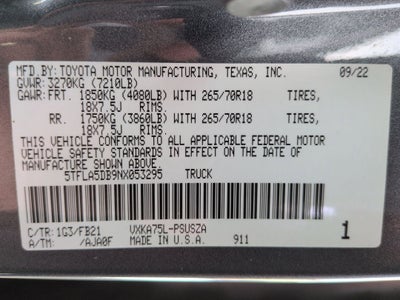 MFD.BY: TOYOTA MOTOR MANUFACTURING, TEXAS, INC. 09/22
GVWR: 3270KG (7210LB)
GAWR: FRT. 1850KG (4080LB) WITH 265/70R18 TIRES,
18X7.5J RIMS.
RR. 1750KG (3860LB) WITH 265/70R18 TIRES,
18X7.5J RIMS.
THIS VEHICLE CONFORMS TO ALL APPLICABLE FEDERAL MOTOR
VEHICLE SAFETY STANDARDS IN EFFECT ON THE DATE OF
MANUFACTURE SHOWN ABOVE.
5TFLA5DB9NX053295 TRUCK
C/TR: 1G3/FB21 VXKA75L-PSUSZA 1
A/TM: /AJA0F MADE IN U.S.A. 911